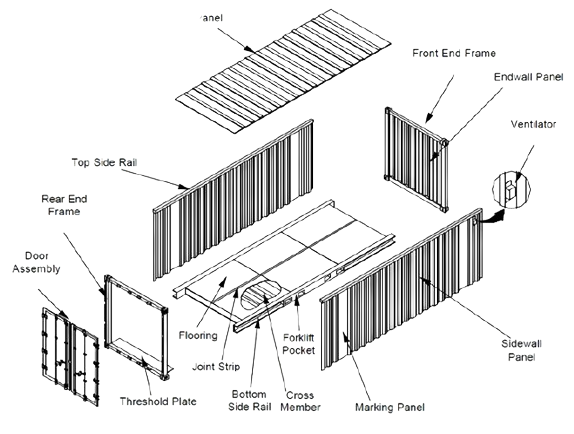 anel
Front End Frame
Endwall Panel
Ventilator
Top Side Rail
Rear End
Frame
Door
Assembly
Flooring
Joint Strip
Forklift
Pocket
Sidewall
Panel
Threshold Plate
Bottom
Side Rail
Cross
Member
Marking Panel